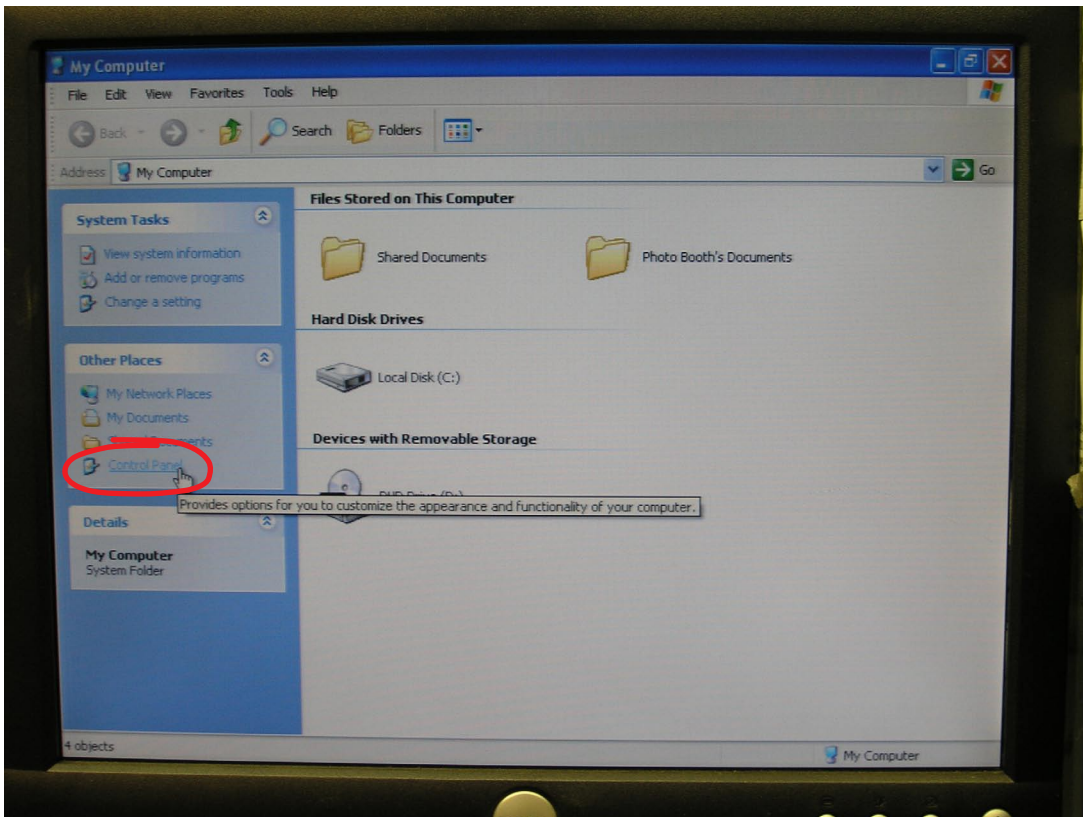 My Computer
File Edit View Favorites Tools Help
Back Search Folders
Address My Computer Go
System Tasks
View system information
Add or remove programs
Change a setting
Other Places
My Network Places
My Documents
Shared Documents
Control Panel
Details
My Computer
System Folder
Files Stored on This Computer
Shared Documents Photo Booth's Documents
Hard Disk Drives
Local Disk (C:)
Devices with Removable Storage
DVD Drive (D:)
Provides options for you to customize the appearance and functionality of your computer.
4 objects My Computer